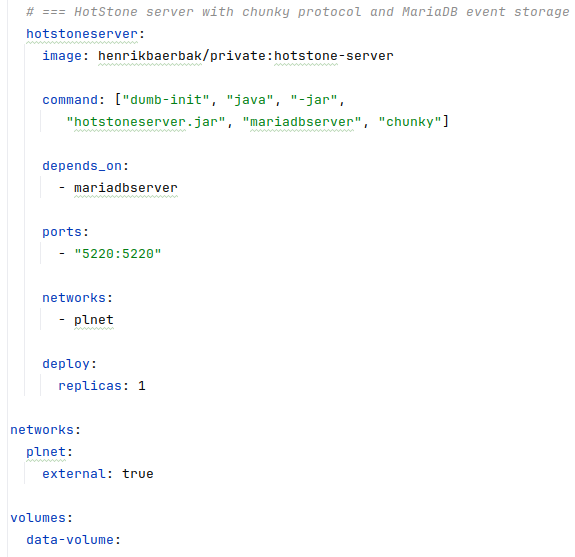 # === HotStone server with chunky protocol and MariaDB event storage
hotstoneserver:
image: henrikbaerbak/private:hotstone-server
command: ["dumb-init", "java", "-jar",
"hotstoneserver.jar", "mariadbserver", "chunky"]
depends_on:
- mariadbserver
ports:
- "5220:5220"
networks:
- plnet
deploy:
replicas: 1
networks:
plnet:
external: true
volumes:
data-volume: